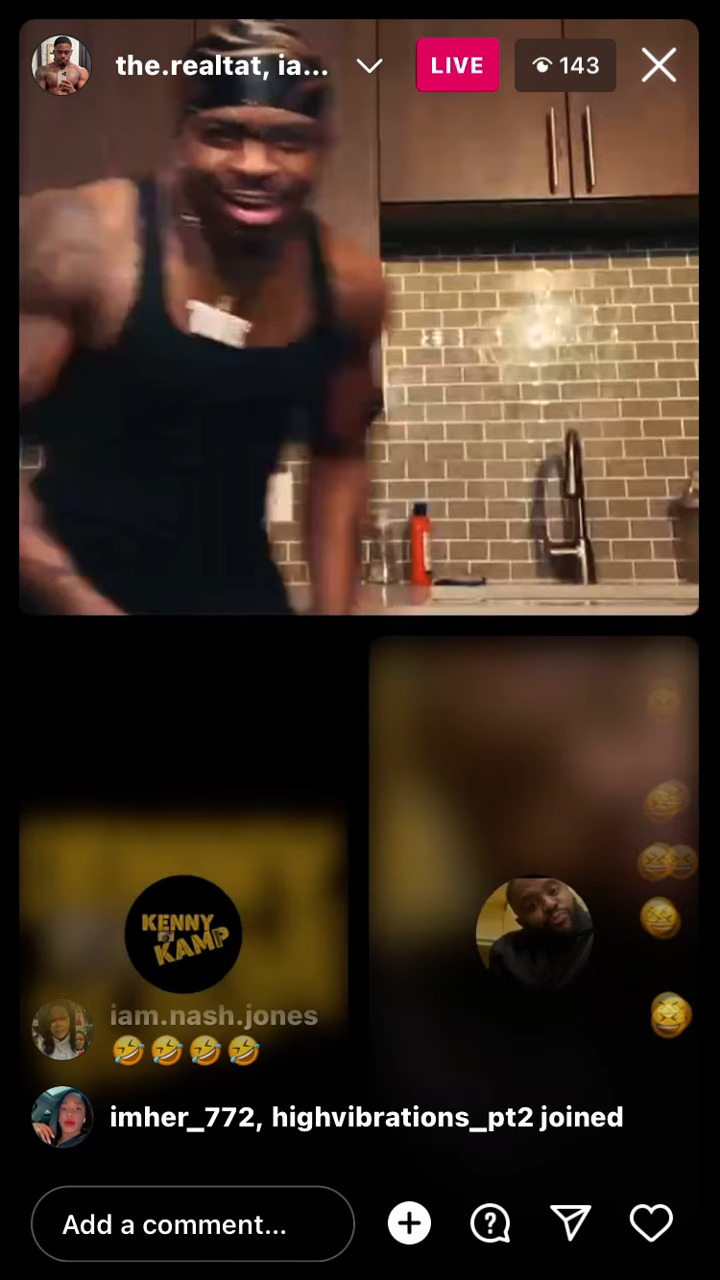 the.realtat, ia...
LIVE
143
KENNY
KAMP
iam.nash.jones
🤣🤣🤣🤣
imher_772, highvibrations_pt2 joined
Add a comment...